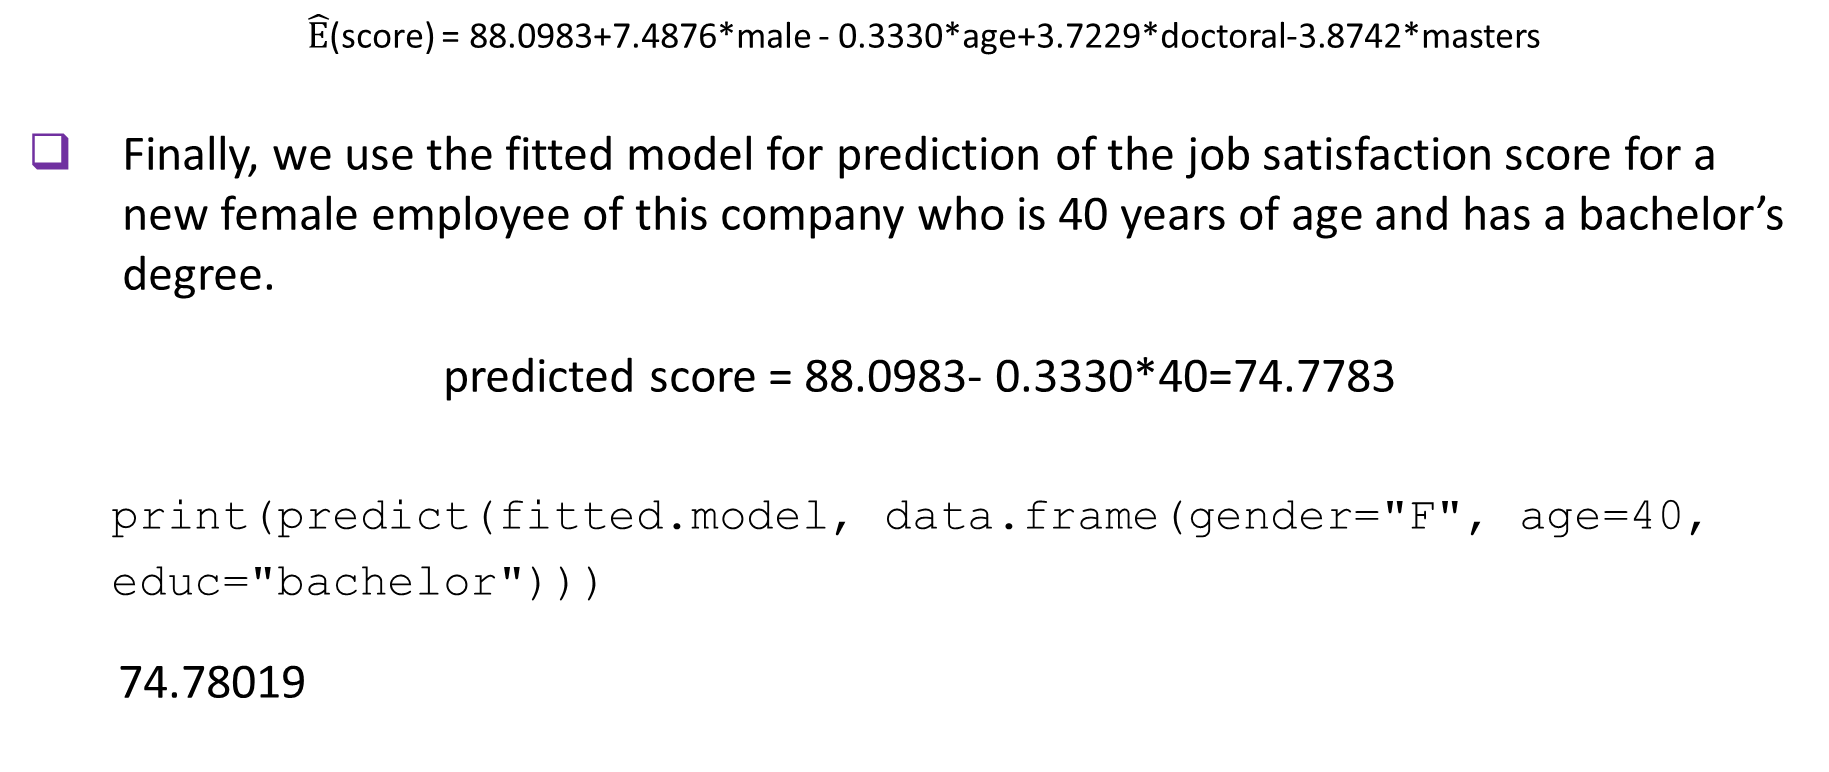 Ê(score) = 88.0983+7.4876*male - 0.3330*age+3.7229*doctoral-3.8742*masters
Finally, we use the fitted model for prediction of the job satisfaction score for a
new female employee of this company who is 40 years of age and has a bachelor’s
degree.
predicted score = 88.0983- 0.3330*40=74.7783
print(predict(fitted.model, data.frame(gender="F", age=40,
educ="bachelor")))
74.78019